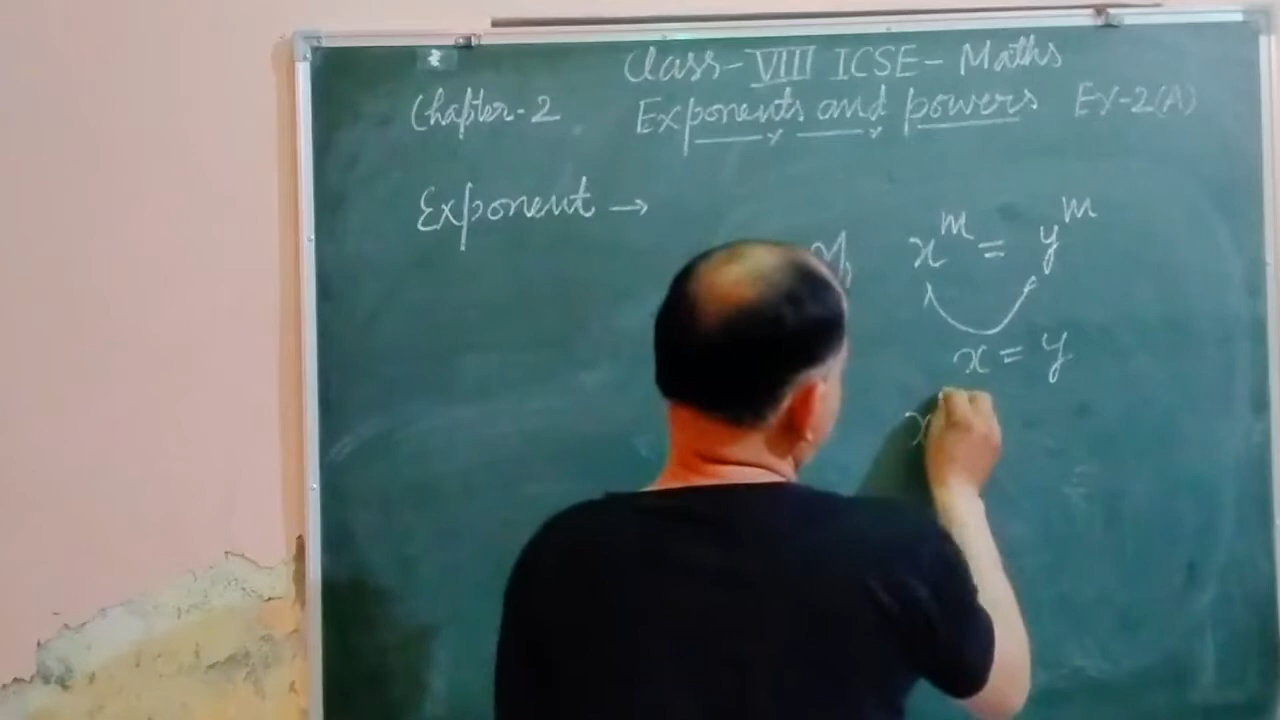 Class-VIII ICSE- Maths
Chapter-2 Exponents and powers Ex-2(A)
Exponent →
x^m = y^m
x = y
x